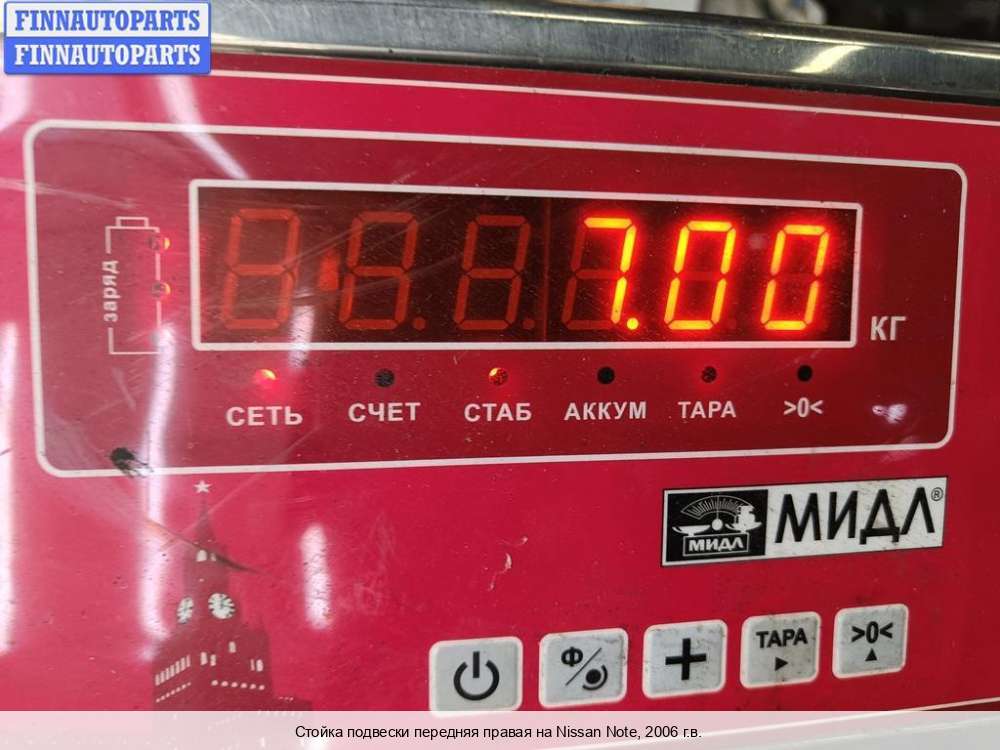 FINNAUTOPARTS
FINNAUTOPARTS
заряд
7.00
КГ
СЕТЬ СЧЕТ СТАБ АККУМ ТАРА >0<
МИДЛ МИДЛ®
Ф ТАРА >0<
Стойка подвески передняя правая на Nissan Note, 2006 г.в.